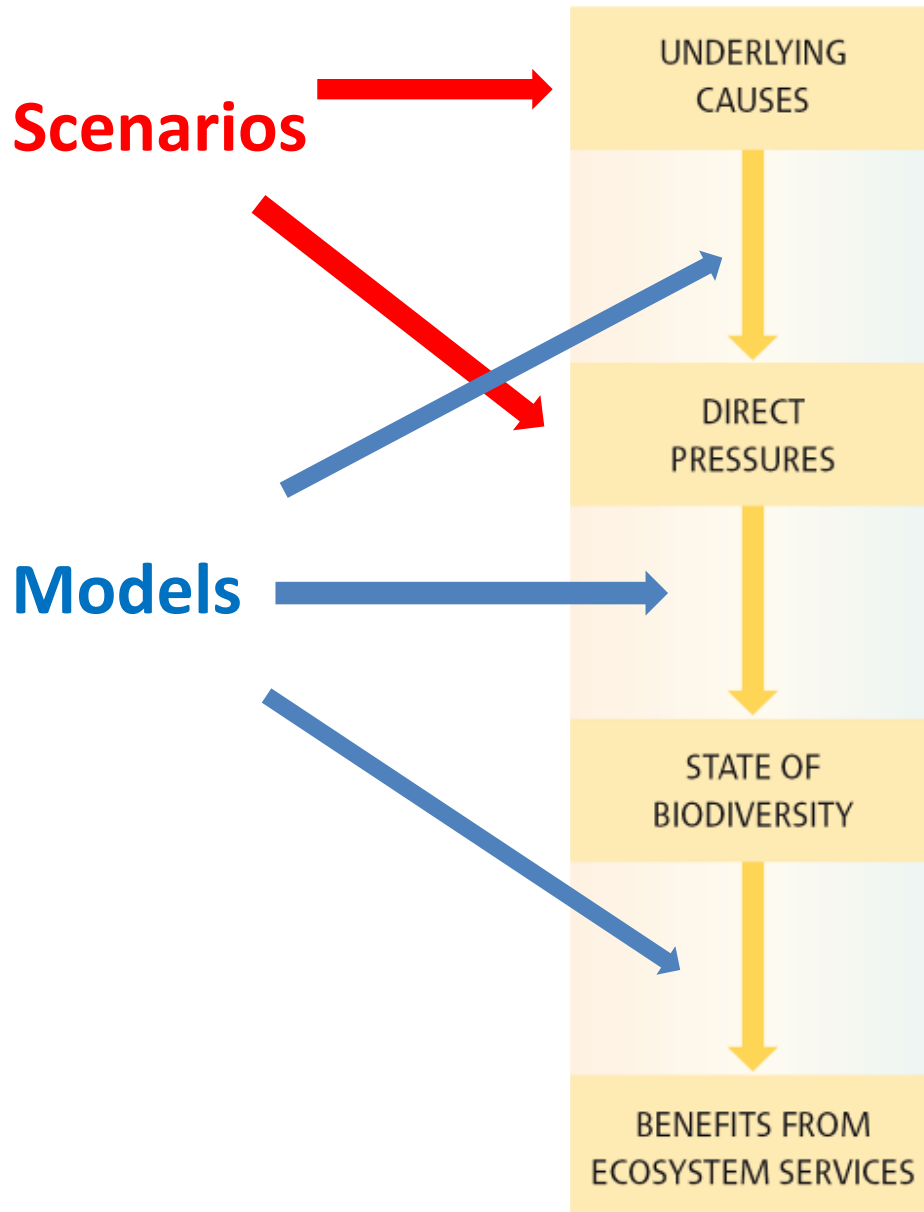 UNDERLYING
CAUSES
Scenarios
DIRECT
PRESSURES
Models
STATE OF
BIODIVERSITY
BENEFITS FROM
ECOSYSTEM SERVICES